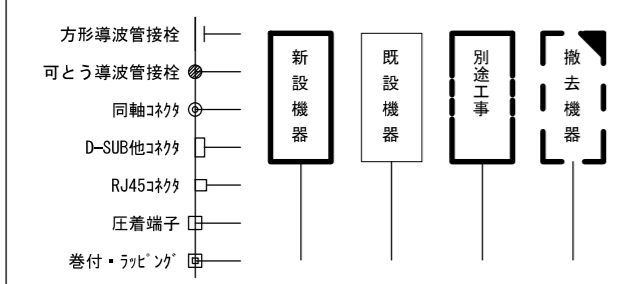 方形導波管接栓
可とう導波管接栓
同軸ｺﾈｸﾀ
D-SUB他ｺﾈｸﾀ
RJ45ｺﾈｸﾀ
圧着端子
巻付・ﾗｯﾋﾟﾝｸﾞ
新設機器
既設機器
別途工事
撤去機器